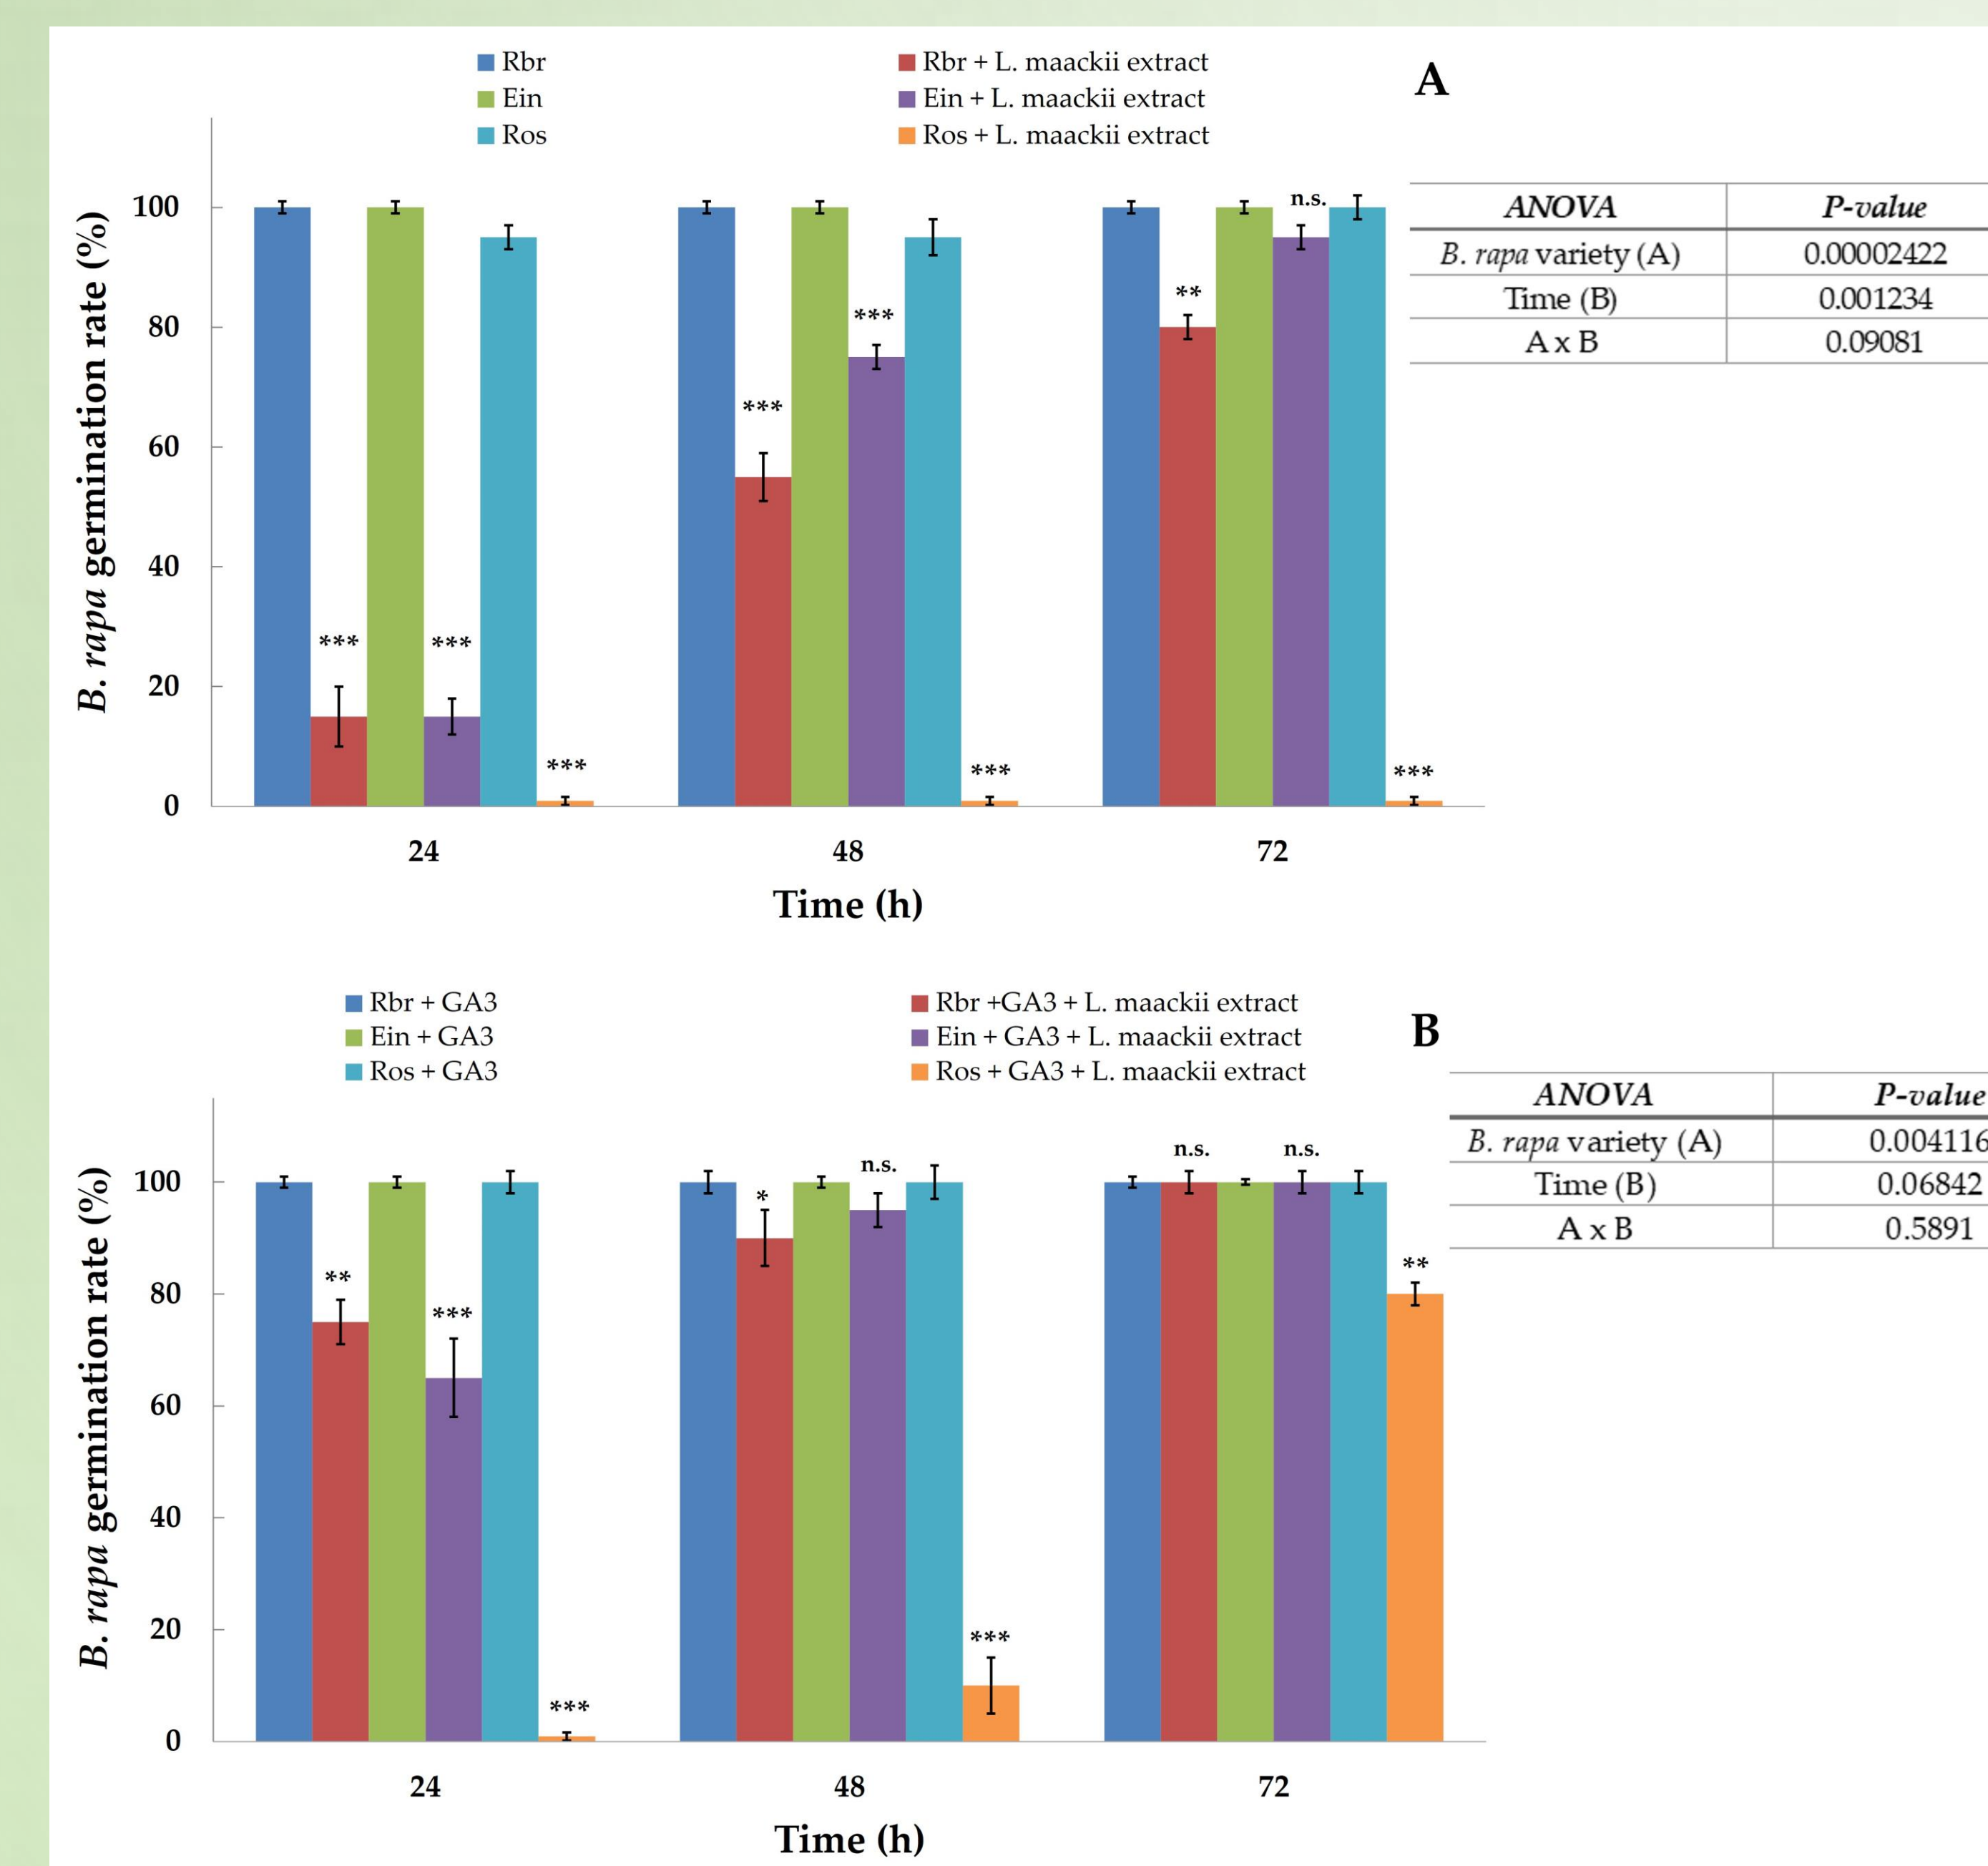 Rbr
Rbr + L. maackii extract
Ein
Ein + L. maackii extract
Ros
Ros + L. maackii extract
A
B. rapa germination rate (%)
100
80
60
40
20
0
***
***
***
***
***
***
**
n.s.
***
24
48
72
Time (h)
ANOVA P-value
B. rapa variety (A) 0.00002422
Time (B) 0.001234
A x B 0.09081
Rbr + GA3
Rbr +GA3 + L. maackii extract
Ein + GA3
Ein + GA3 + L. maackii extract
Ros + GA3
Ros + GA3 + L. maackii extract
B
B. rapa germination rate (%)
100
80
60
40
20
0
**
***
***
*
n.s.
***
n.s.
n.s.
**
24
48
72
Time (h)
ANOVA P-value
B. rapa variety (A) 0.004116
Time (B) 0.06842
A x B 0.5891